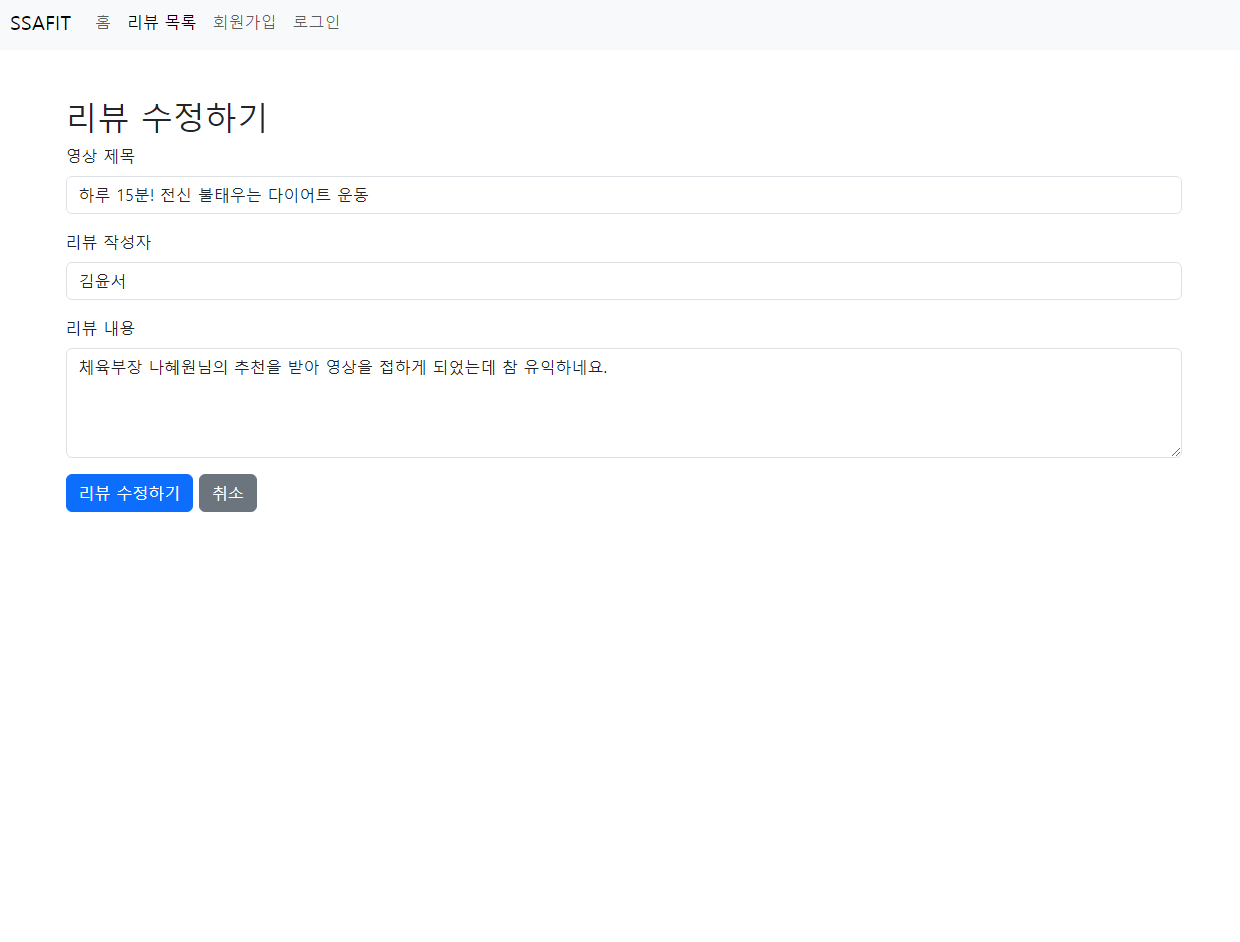 SSAFIT 홈 리뷰 목록 회원가입 로그인
리뷰 수정하기
영상 제목
하루 15분! 전신 불태우는 다이어트 운동
리뷰 작성자
김윤서
리뷰 내용
체육부장 나혜원님의 추천을 받아 영상을 접하게 되었는데 참 유익하네요.
리뷰 수정하기 취소